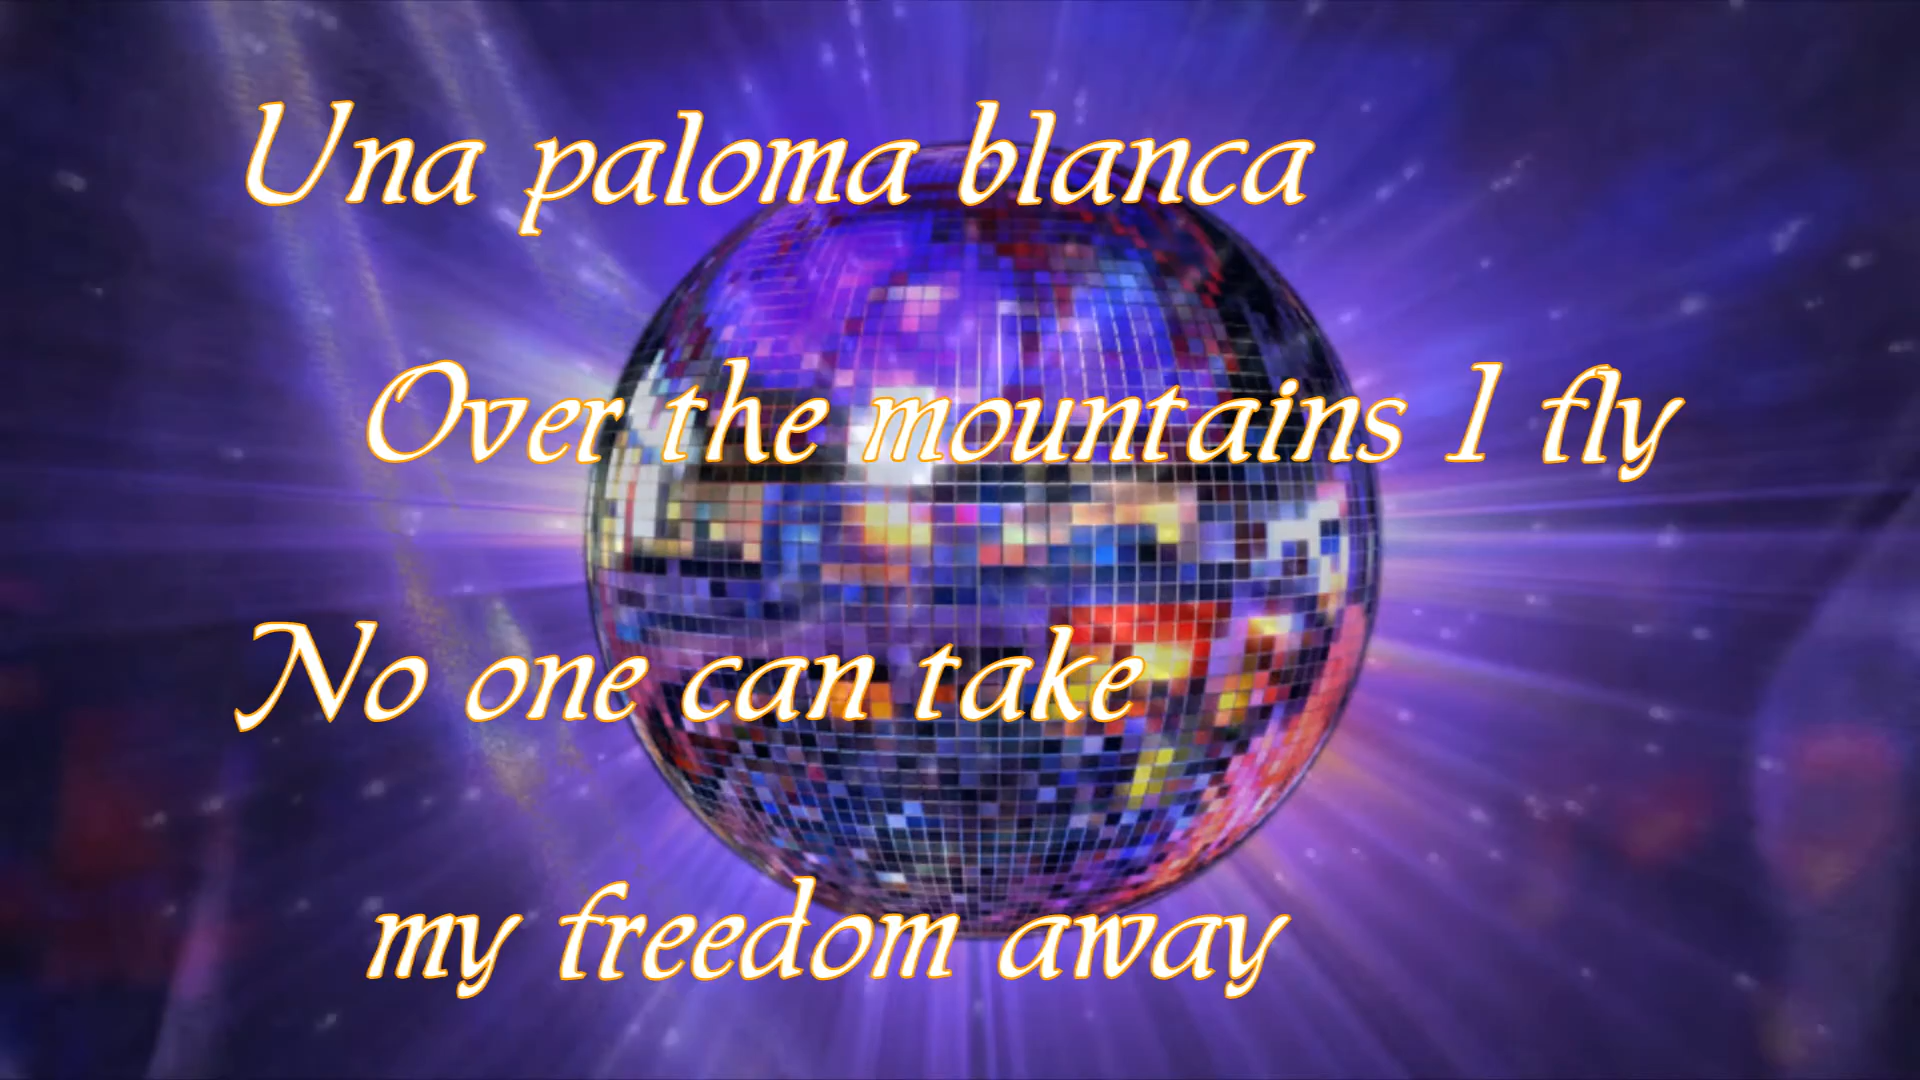 Una paloma blanca
Over the mountains I fly
No one can take
my freedom away